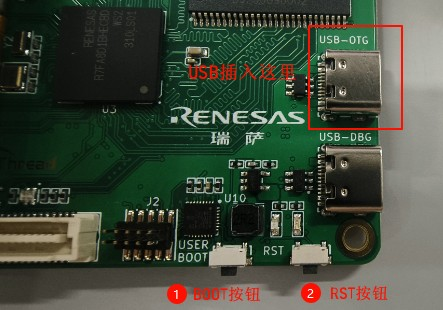 USB-OTG
RENESAS
USB插入这里
U3
RENESAS
瑞萨
USB-DBG
J2
U10
USER
BOOT
RST
1 BOOT按钮
2 RST按钮